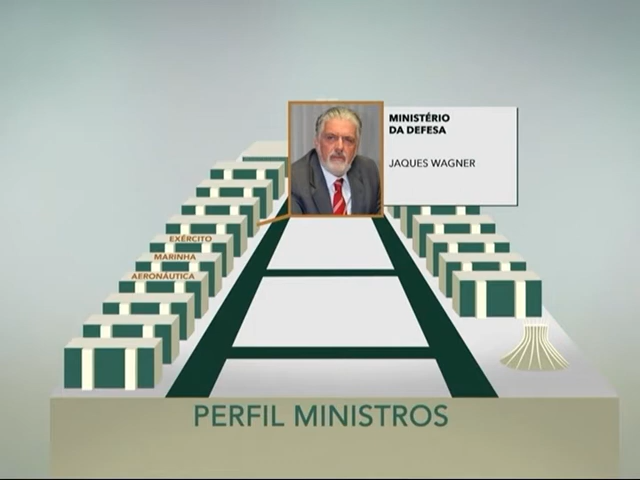 MINISTÉRIO
DA DEFESA
JAQUES WAGNER
EXÉRCITO
MARINHA
AERONÁUTICA
PERFIL MINISTROS